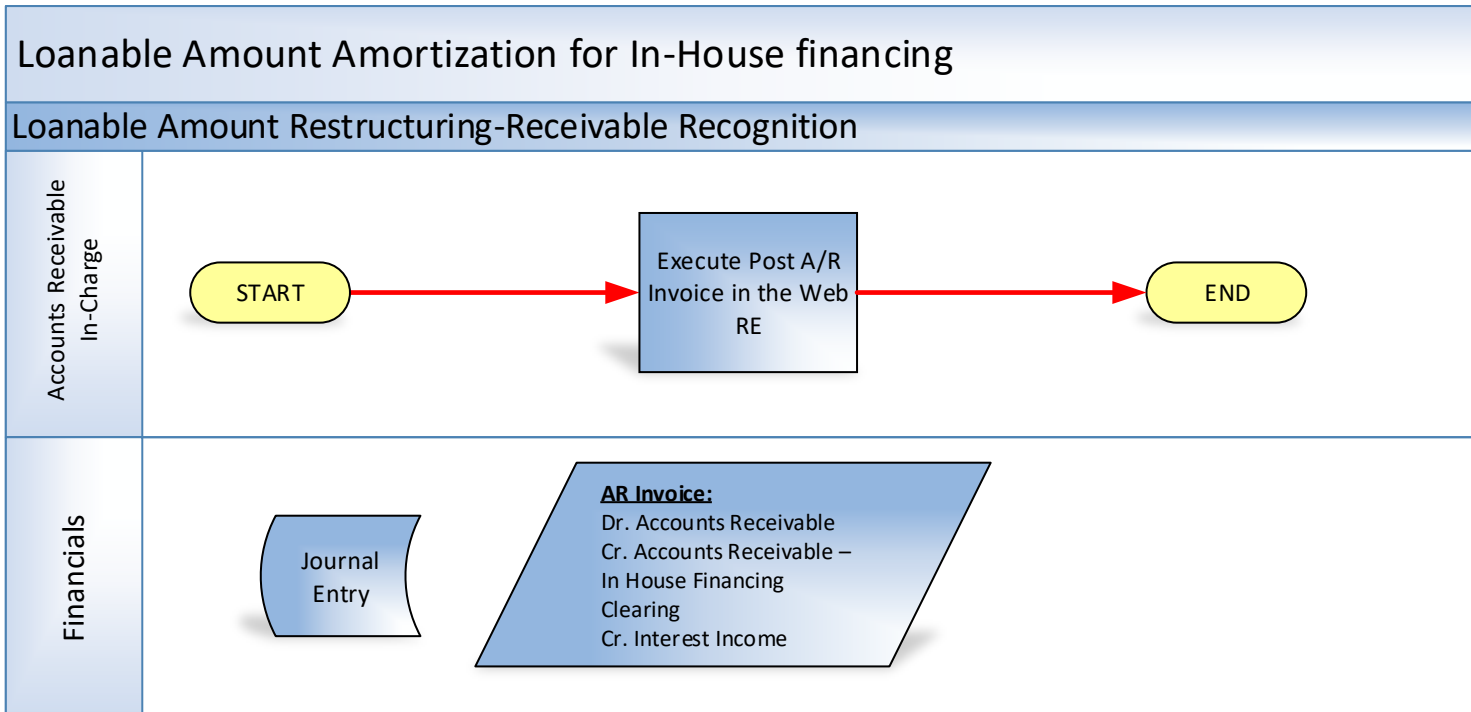 Loanable Amount Amortization for In-House financing
Loanable Amount Restructuring-Receivable Recognition
Accounts Receivable
In-Charge
START
Execute Post A/R
Invoice in the Web
RE
END
Financials
Journal
Entry
AR Invoice:
Dr. Accounts Receivable
Cr. Accounts Receivable –
In House Financing
Clearing
Cr. Interest Income